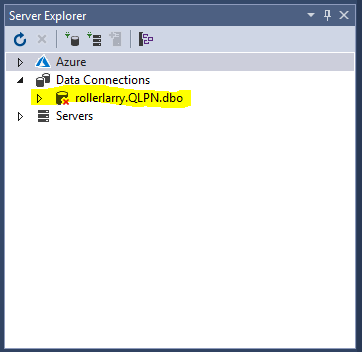 Server Explorer
Azure
Data Connections
rollerlarry.QLPN.dbo
Servers